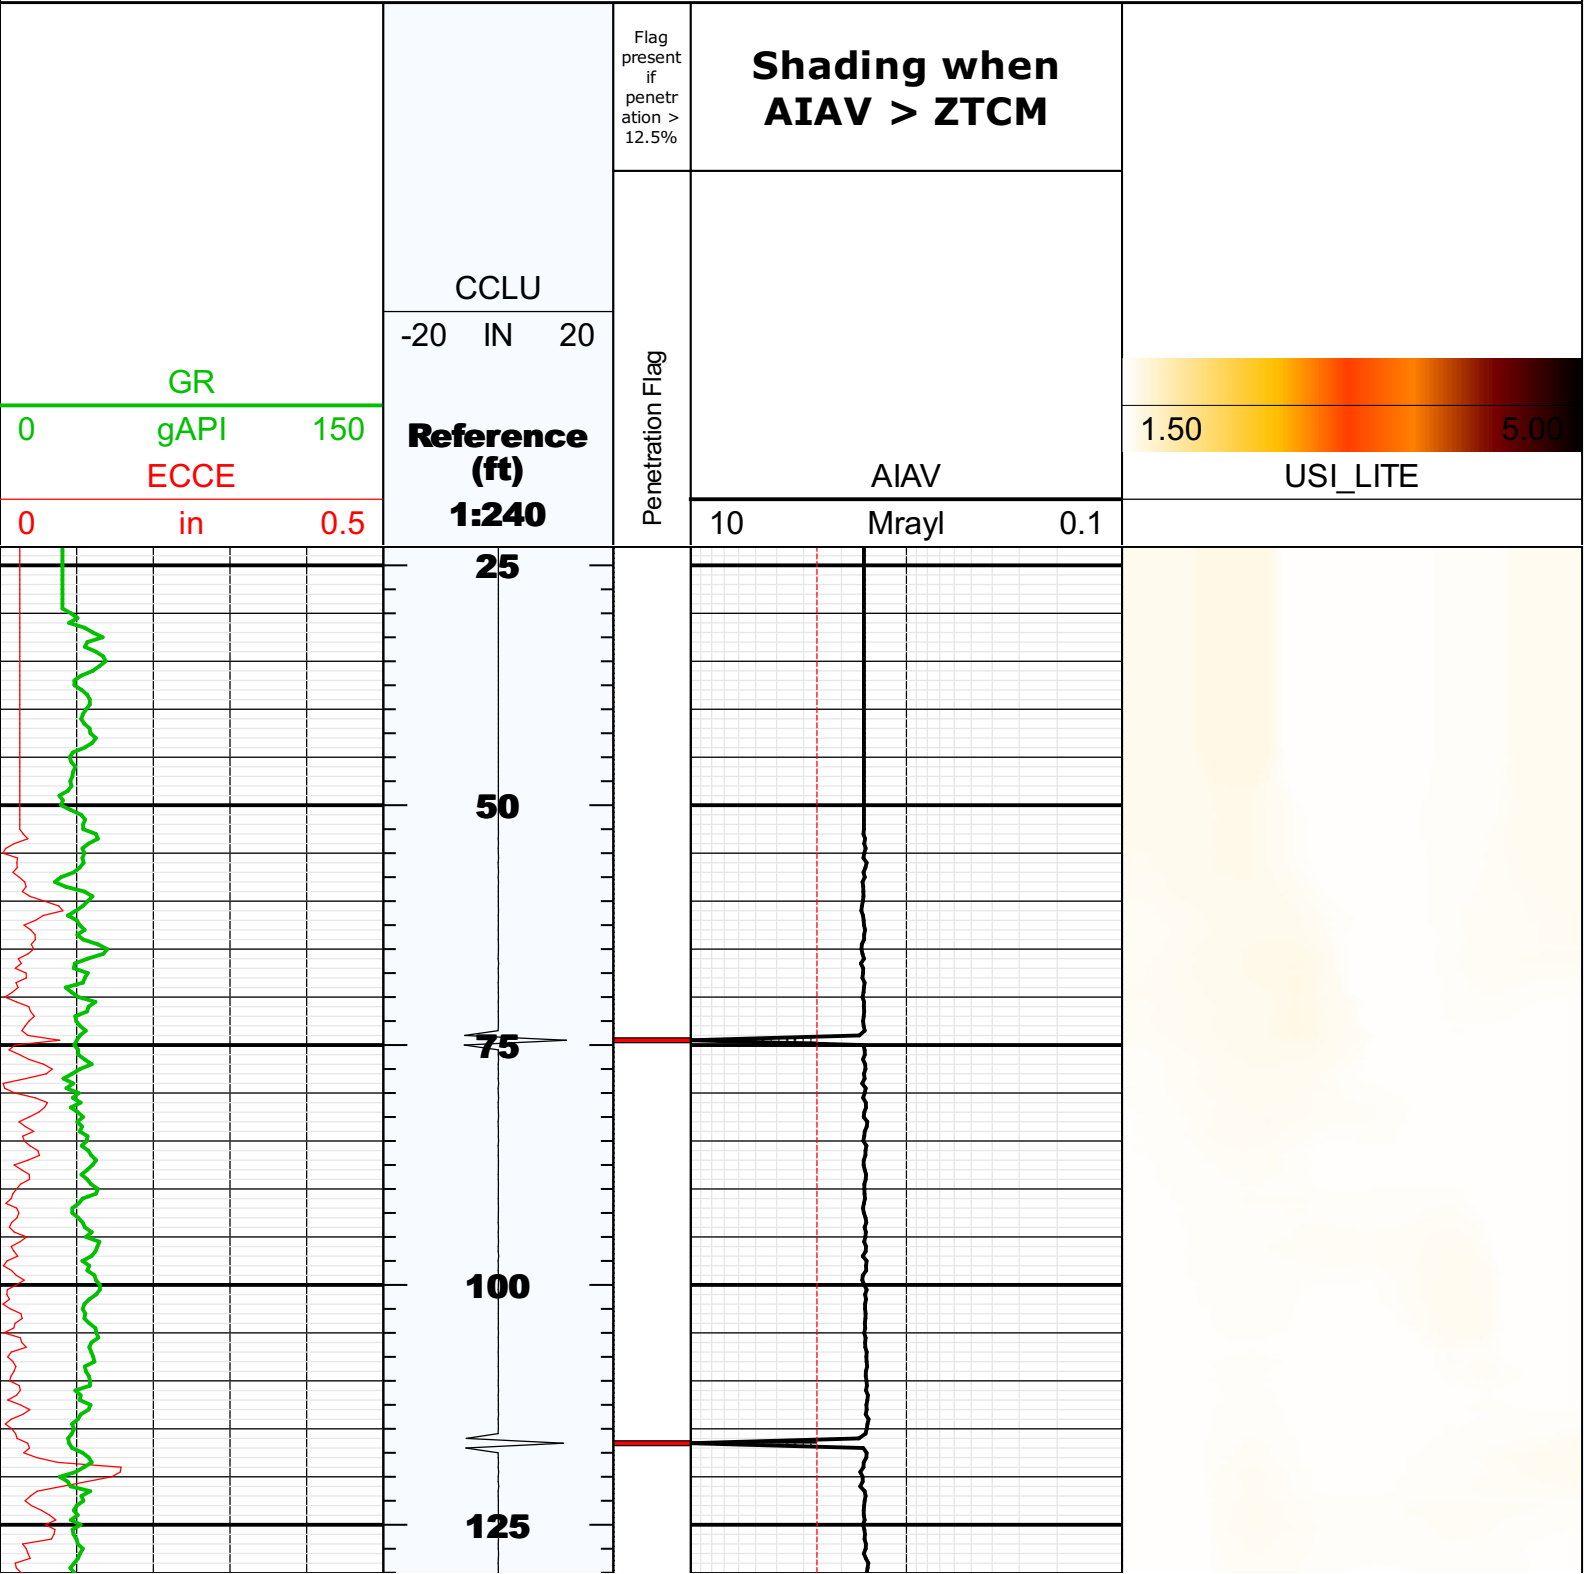 Flag
present
if
penetr
ation >
12.5%
Shading when
AIAV > ZTCM
CCLU
-20 IN 20
GR
0 gAPI 150
ECCE
0 in 0.5
Reference
(ft)
1:240
Penetration Flag
AIAV
10 Mrayl 0.1
1.50 5.00
USI_LITE
25
50
75
100
125